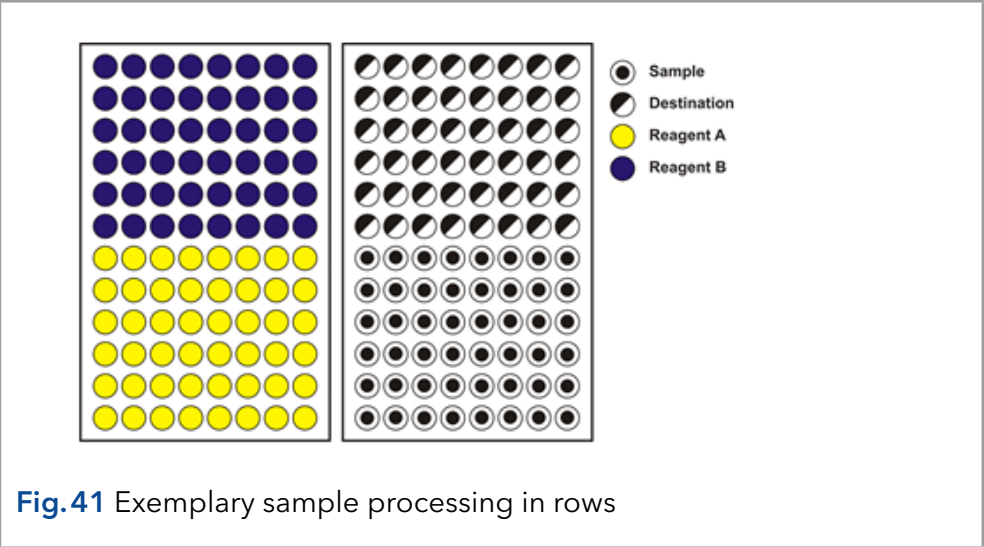 Sample
Destination
Reagent A
Reagent B
Fig. 41 Exemplary sample processing in rows